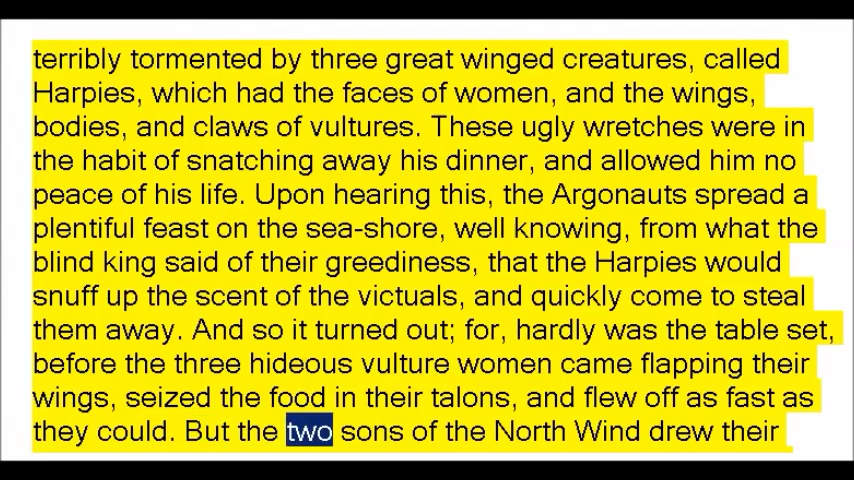 terribly tormented by three great winged creatures, called
Harpies, which had the faces of women, and the wings,
bodies, and claws of vultures. These ugly wretches were in
the habit of snatching away his dinner, and allowed him no
peace of his life. Upon hearing this, the Argonauts spread a
plentiful feast on the sea-shore, well knowing, from what the
blind king said of their greediness, that the Harpies would
snuff up the scent of the victuals, and quickly come to steal
them away. And so it turned out; for, hardly was the table set,
before the three hideous vulture women came flapping their
wings, seized the food in their talons, and flew off as fast as
they could. But the two sons of the North Wind drew their